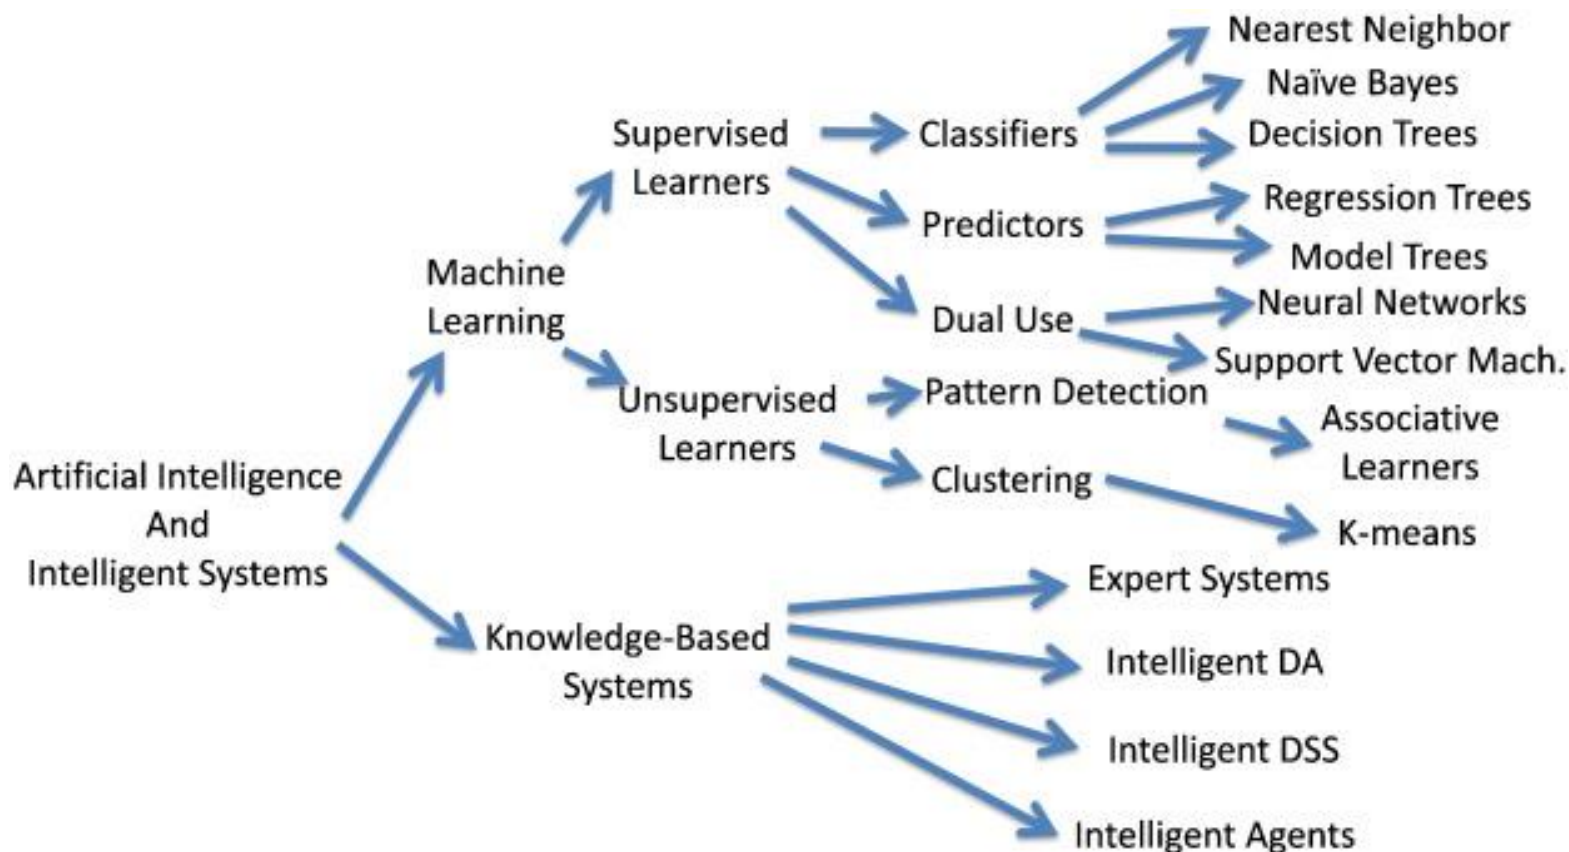 Nearest Neighbor
Naïve Bayes
Supervised
Learners
Classifiers
Decision Trees
Predictors
Regression Trees
Model Trees
Machine
Learning
Dual Use
Neural Networks
Support Vector Mach.
Unsupervised
Learners
Pattern Detection
Associative
Learners
Clustering
K-means
Artificial Intelligence
And
Intelligent Systems
Knowledge-Based
Systems
Expert Systems
Intelligent DA
Intelligent DSS
Intelligent Agents